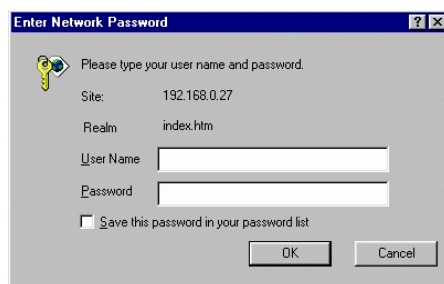 Enter Network Password
Please type your user name and password.
Site: 192.168.0.27
Realm index.htm
User Name
Password
Save this password in your password list
OK Cancel